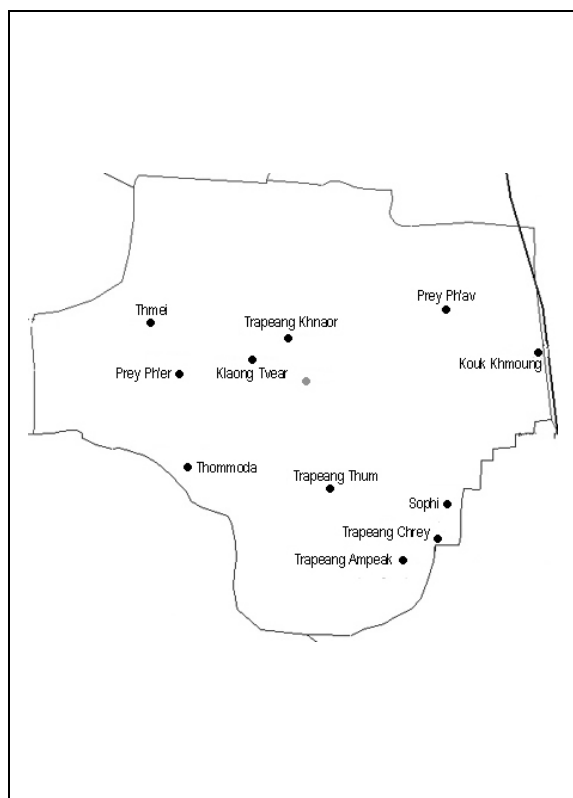 Prey Ph'av
Thmei
Trapeang Khnaor
Kouk Khmoung
Prey Ph'er
Klaong Tvear
Thommoda
Trapeang Thum
Sophi
Trapeang Chrey
Trapeang Ampeak